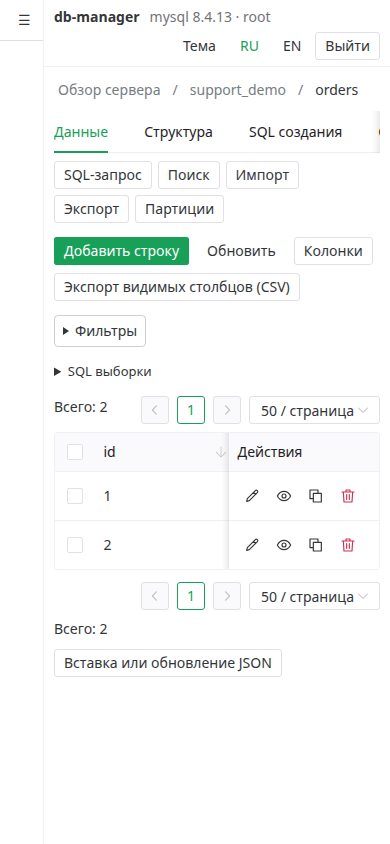 db-manager mysql 8.4.13 · root
Тема RU EN Выйти
Обзор сервера / support_demo / orders
Данные Структура SQL создания
SQL-запрос Поиск Импорт
Экспорт Партиции
Добавить строку Обновить Колонки
Экспорт видимых столбцов (CSV)
Фильтры
SQL выборки
Всего: 2 1 50 / страница
id Действия
1
2
1 50 / страница
Всего: 2
Вставка или обновление JSON